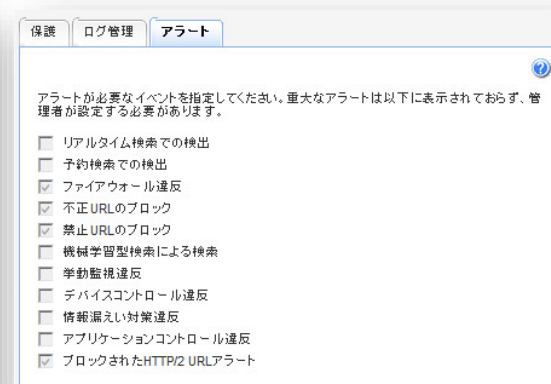 保護 ログ管理 アラート
アラートが必要なイベントを指定してください。重大なアラートは以下に表示されておらず、管
理者が設定する必要があります。
リアルタイム検索での検出
予約検索での検出
ファイアウォール違反
不正URLのブロック
禁止URLのブロック
機械学習型検索による検索
挙動監視違反
デバイスコントロール違反
情報漏えい対策違反
アプリケーションコントロール違反
ブロックされたHTTP/2 URLアラート